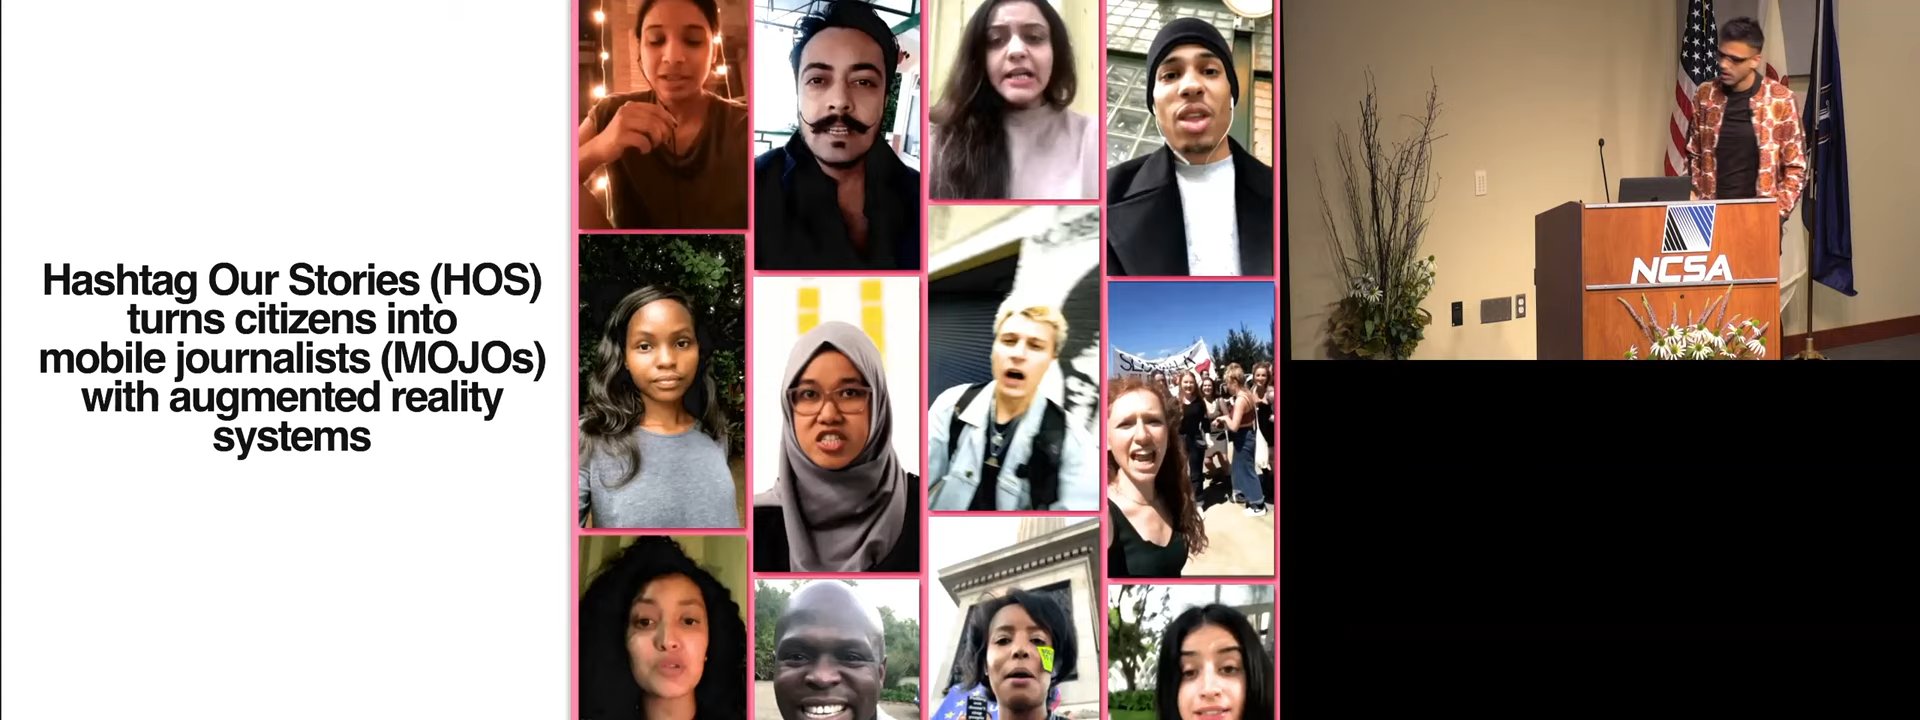 Hashtag Our Stories (HOS)
turns citizens into
mobile journalists (MOJOs)
with augmented reality
systems
NCSA